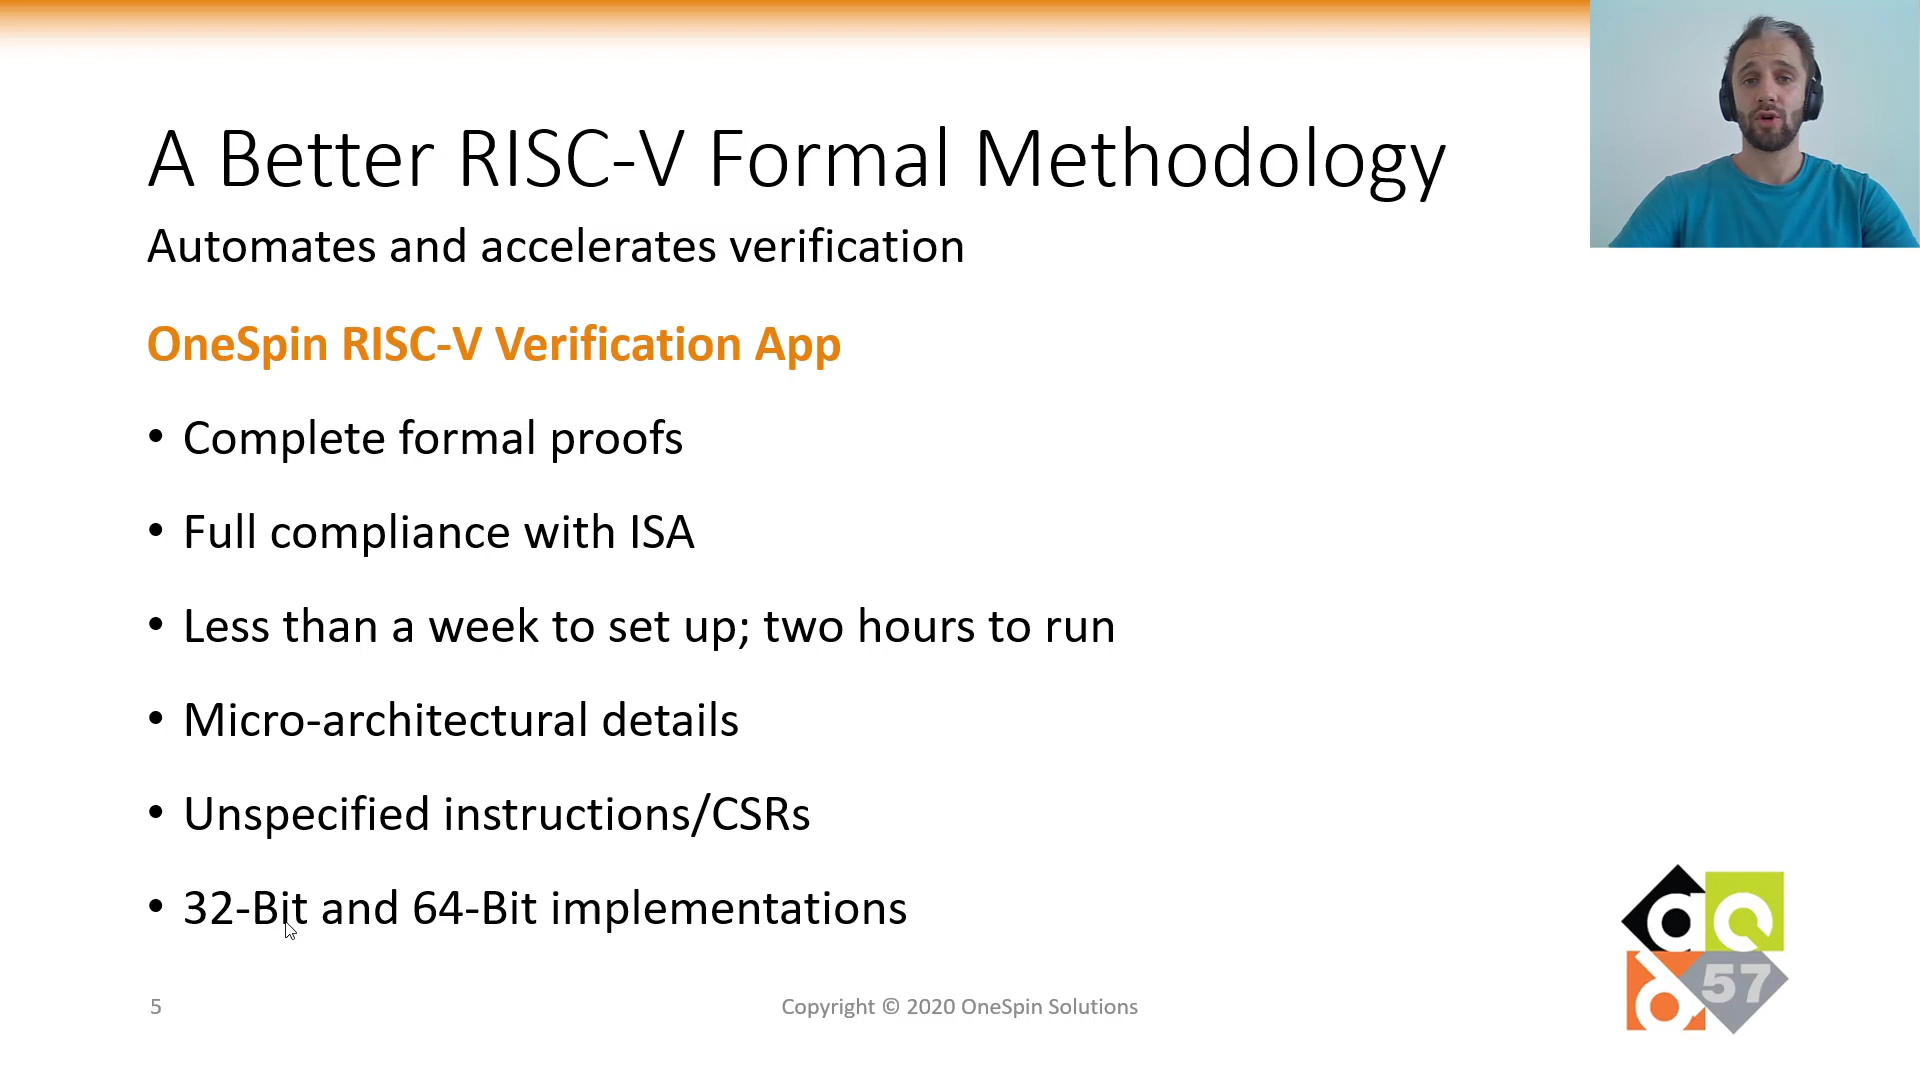 A Better RISC-V Formal Methodology
Automates and accelerates verification
OneSpin RISC-V Verification App
• Complete formal proofs
• Full compliance with ISA
• Less than a week to set up; two hours to run
• Micro-architectural details
• Unspecified instructions/CSRs
• 32-Bit and 64-Bit implementations
5
Copyright © 2020 OneSpin Solutions
57